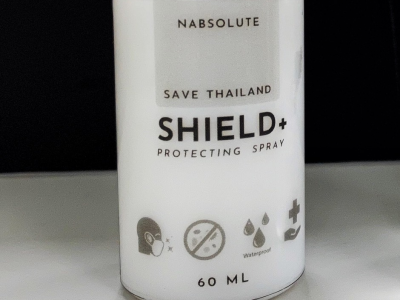 NABSOLUTE
SAVE THAILAND
SHIELD+
PROTECTING SPRAY
Waterproof
60 ML